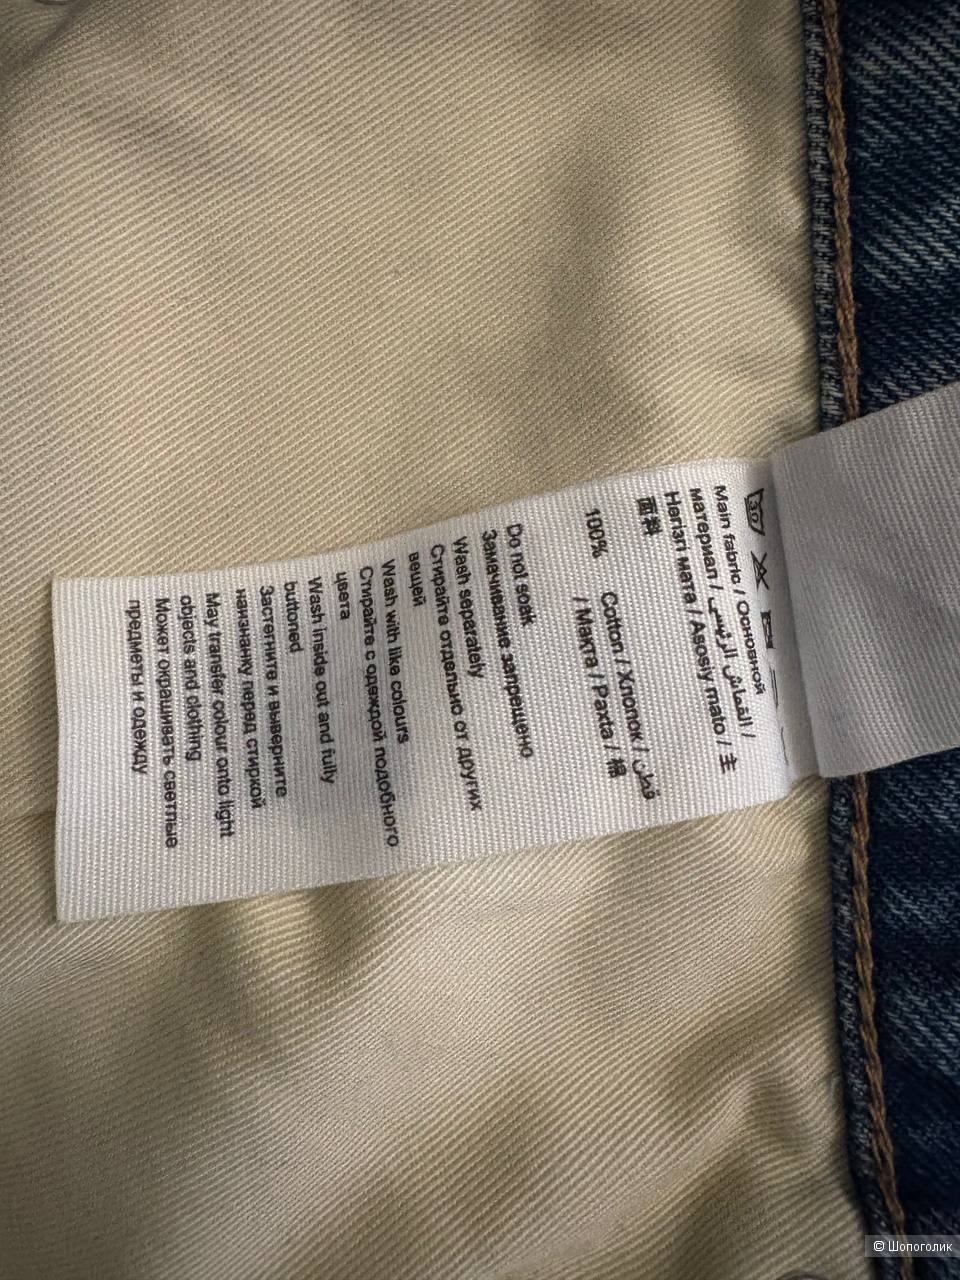 30
Main fabric / Основной
материал / القماش الرئيسي /
Негізгі мата / Asosiy mato / 主
面料
100% Cotton / Хлопок / قطن /
/ Мақта / Paxta / 棉
Do not soak
Замачивание запрещено
Wash separately
Стирайте отдельно от других
вещей
Wash with like colours
Стирайте с одеждой подобного
цвета
Wash inside out and fully
buttoned
Застегните и выверните
наизнанку перед стиркой
May transfer colour onto light
objects and clothing
Может окрашивать светлые
предметы и одежду
© Шопоголик